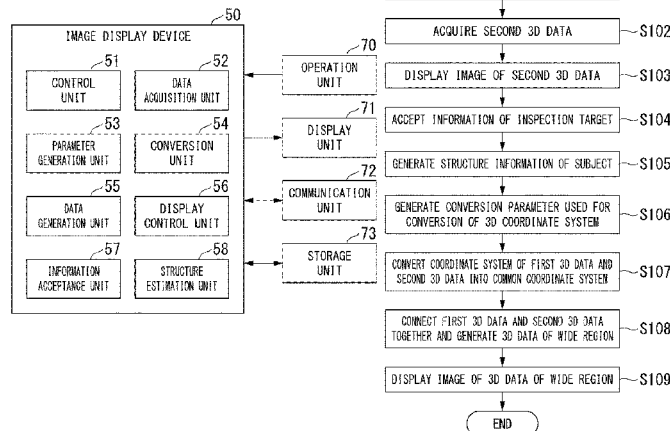 50
IMAGE DISPLAY DEVICE
51
CONTROL
UNIT
52
DATA
ACQUISITION UNIT
53
PARAMETER
GENERATION UNIT
54
CONVERSION
UNIT
55
DATA
GENERATION UNIT
56
DISPLAY
CONTROL UNIT
57
INFORMATION
ACCEPTANCE UNIT
58
STRUCTURE
ESTIMATION UNIT
70
OPERATION
UNIT
71
DISPLAY
UNIT
72
COMMUNICATION
UNIT
73
STORAGE
UNIT
ACQUIRE SECOND 3D DATA
S102
DISPLAY IMAGE OF SECOND 3D DATA
S103
ACCEPT INFORMATION OF INSPECTION TARGET
S104
GENERATE STRUCTURE INFORMATION OF SUBJECT
S105
GENERATE CONVERSION PARAMETER USED FOR
CONVERSION OF 3D COORDINATE SYSTEM
S106
CONVERT COORDINATE SYSTEM OF FIRST 3D DATA AND
SECOND 3D DATA INTO COMMON COORDINATE SYSTEM
S107
CONNECT FIRST 3D DATA AND SECOND 3D DATA
TOGETHER AND GENERATE 3D DATA OF WIDE REGION
S108
DISPLAY IMAGE OF 3D DATA OF WIDE REGION
S109
END